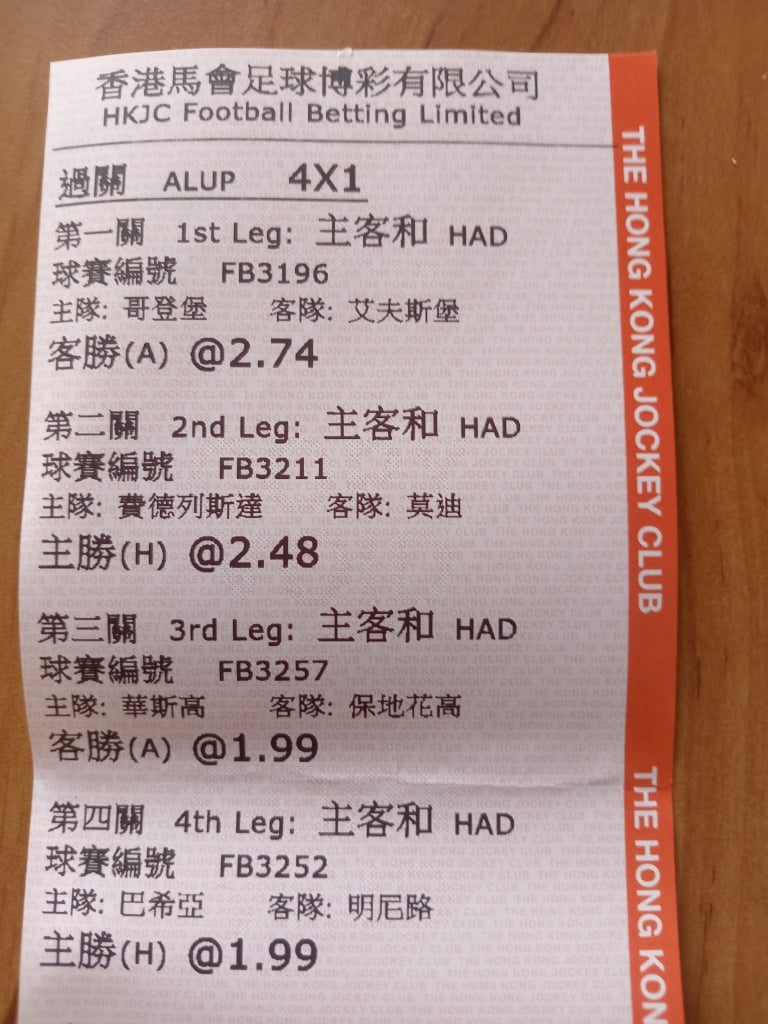 香港馬會足球博彩有限公司
HKJC Football Betting Limited
過關 ALUP 4X1
第一關 1st Leg: 主客和 HAD
球賽編號 FB3196
主隊: 哥登堡 客隊: 艾夫斯堡
客勝(A) @2.74
第二關 2nd Leg: 主客和 HAD
球賽編號 FB3211
主隊: 費德列斯達 客隊: 莫迪
主勝(H) @2.48
第三關 3rd Leg: 主客和 HAD
球賽編號 FB3257
主隊: 華斯高 客隊: 保地花高
客勝(A) @1.99
第四關 4th Leg: 主客和 HAD
球賽編號 FB3252
主隊: 巴希亞 客隊: 明尼路
主勝(H) @1.99
THE HONG KONG JOCKEY CLUB
THE HONG KON